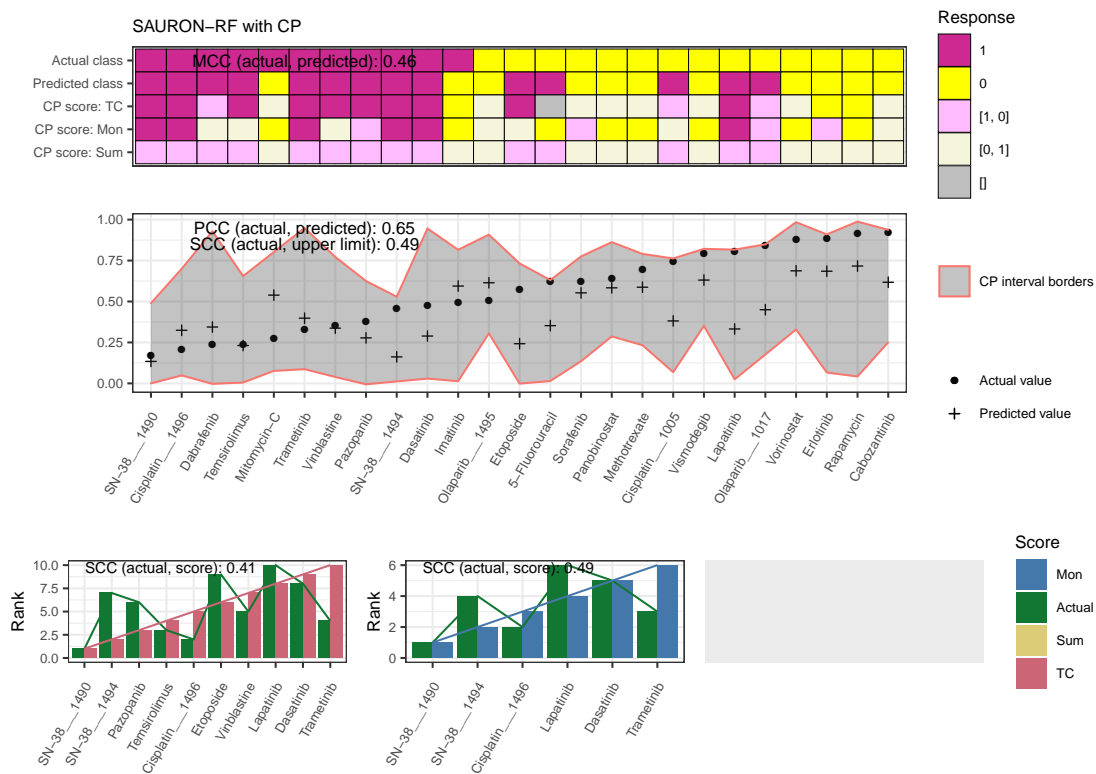 SAURON−RF with CP
Response
Actual class
MCC (actual, predicted): 0.46
Predicted class
CP score: TC
CP score: Mon
CP score: Sum
1
0
[1, 0]
[0, 1]
[]
1.00
0.75
0.50
0.25
0.00
PCC (actual, predicted): 0.65
SCC (actual, upper limit): 0.49
CP interval borders
Actual value
Predicted value
SN−38___1490
Cisplatin___1496
Dabrafenib
Temsirolimus
Mitomycin−C
Trametinib
Vinblastine
Pazopanib
SN−38___1494
Dasatinib
Imatinib
Olaparib___1495
Etoposide
5−Fluorouracil
Sorafenib
Panobinostat
Methotrexate
Cisplatin___1005
Vismodegib
Lapatinib
Olaparib___1017
Vorinostat
Erlotinib
Rapamycin
Cabozantinib
Rank
10.0
7.5
5.0
2.5
0.0
SCC (actual, score): 0.41
SN−38___1490
SN−38___1494
Pazopanib
Temsirolimus
Cisplatin___1496
Etoposide
Vinblastine
Lapatinib
Dasatinib
Trametinib
Rank
6
4
2
0
SCC (actual, score): 0.49
SN−38___1490
SN−38___1494
Cisplatin___1496
Lapatinib
Dasatinib
Trametinib
Score
Mon
Actual
Sum
TC